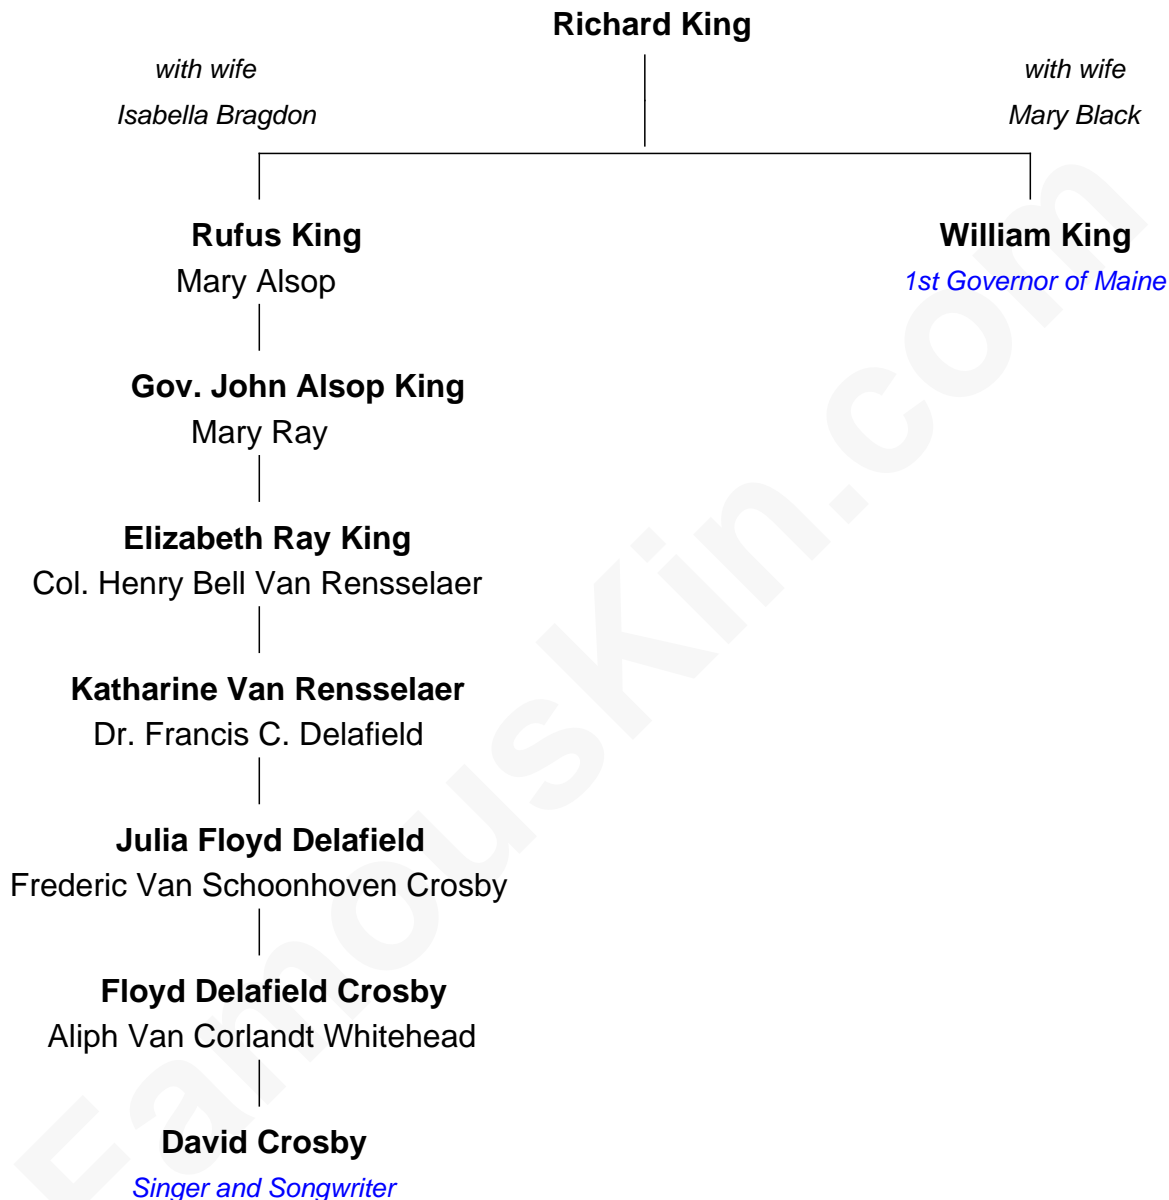 Richard King
with wife
Isabella Bragdon
with wife
Mary Black
Rufus King
Mary Alsop
William King
1st Governor of Maine
Gov. John Alsop King
Mary Ray
Elizabeth Ray King
Col. Henry Bell Van Rensselaer
Katharine Van Rensselaer
Dr. Francis C. Delafield
Julia Floyd Delafield
Frederic Van Schoonhoven Crosby
Floyd Delafield Crosby
Aliph Van Corlandt Whitehead
David Crosby
Singer and Songwriter
FamousKin.com